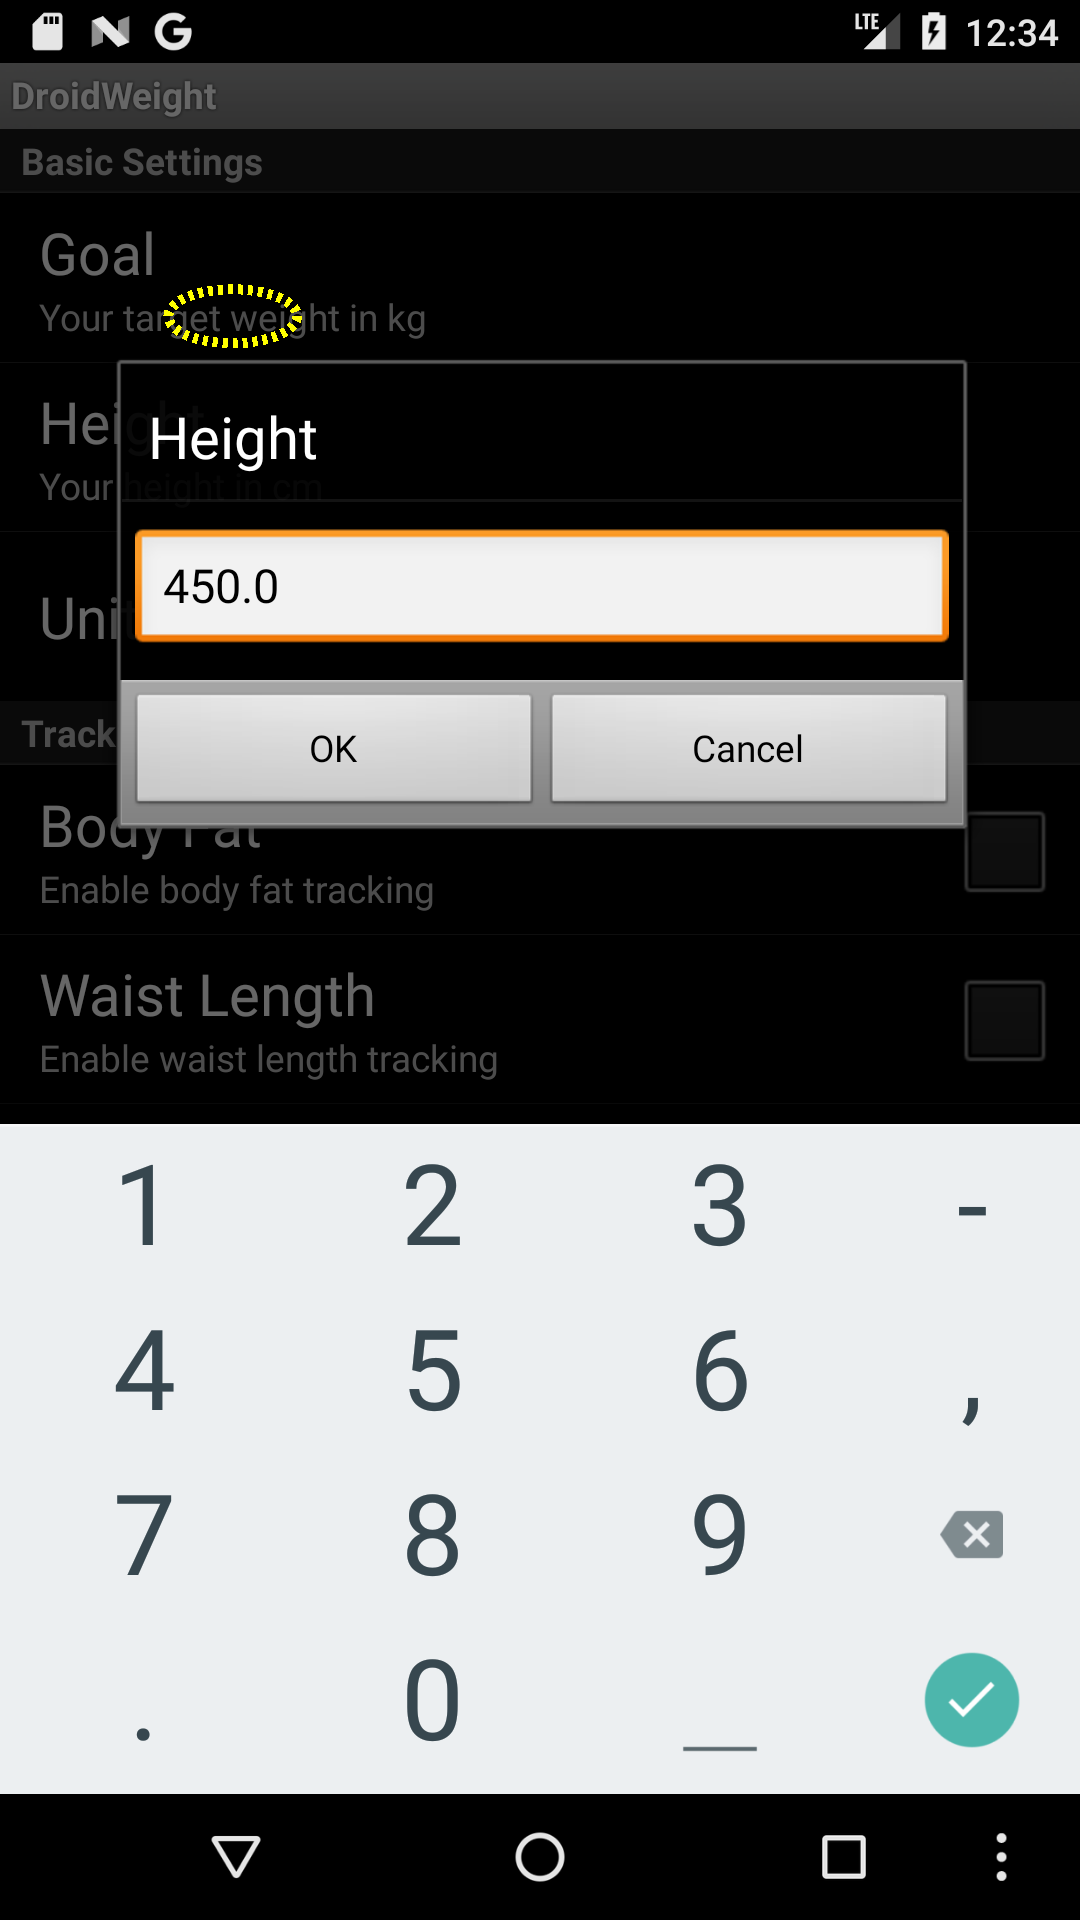 LTE 12:34
DroidWeight
Basic Settings
Goal
Your target weight in kg
Height
Your height in cm
Height
450.0
OK Cancel
Uni
Track
Body Fat
Enable body fat tracking
Waist Length
Enable waist length tracking
1 2 3 -
4 5 6 ,
7 8 9
. 0 _